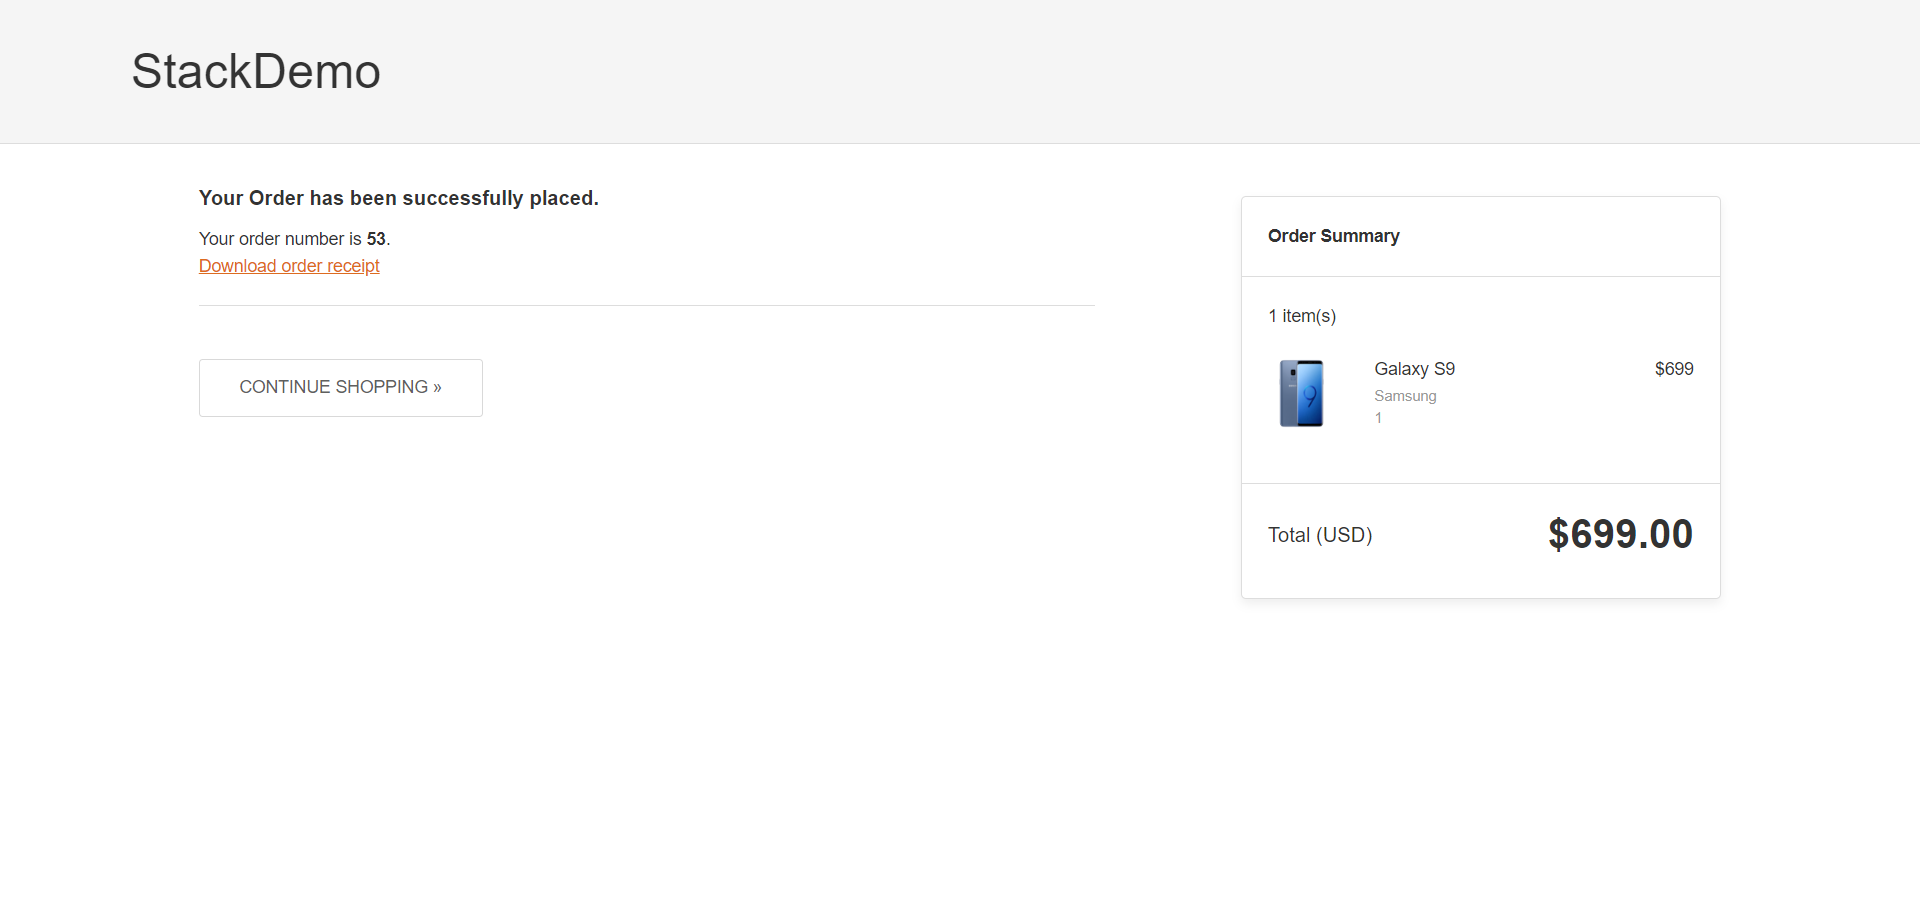 StackDemo
Your Order has been successfully placed.
Your order number is 53.
Download order receipt
CONTINUE SHOPPING »
Order Summary
1 item(s)
Galaxy S9 $699
Samsung
1
Total (USD) $699.00